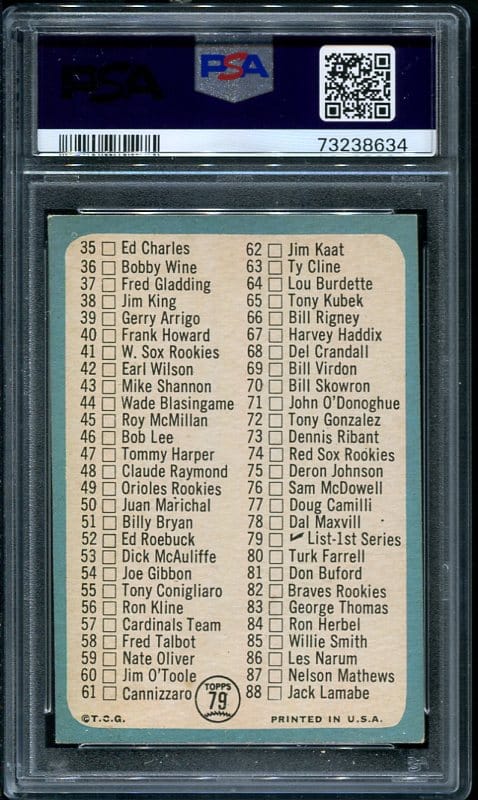 PSA
PSA
73238634
35 Ed Charles
36 Bobby Wine
37 Fred Gladding
38 Jim King
39 Gerry Arrigo
40 Frank Howard
41 W. Sox Rookies
42 Earl Wilson
43 Mike Shannon
44 Wade Blasingame
45 Roy McMillan
46 Bob Lee
47 Tommy Harper
48 Claude Raymond
49 Orioles Rookies
50 Juan Marichal
51 Billy Bryan
52 Ed Roebuck
53 Dick McAuliffe
54 Joe Gibbon
55 Tony Conigliaro
56 Ron Kline
57 Cardinals Team
58 Fred Talbot
59 Nate Oliver
60 Jim O'Toole
61 Cannizzaro
62 Jim Kaat
63 Ty Cline
64 Lou Burdette
65 Tony Kubek
66 Bill Rigney
67 Harvey Haddix
68 Del Crandall
69 Bill Virdon
70 Bill Skowron
71 John O'Donoghue
72 Tony Gonzalez
73 Dennis Ribant
74 Red Sox Rookies
75 Deron Johnson
76 Sam McDowell
77 Doug Camilli
78 Dal Maxvill
79 List-1st Series
80 Turk Farrell
81 Don Buford
82 Braves Rookies
83 George Thomas
84 Ron Herbel
85 Willie Smith
86 Les Narum
87 Nelson Mathews
88 Jack Lamabe
TOPPS
79
©T.C.G.
PRINTED IN U.S.A.